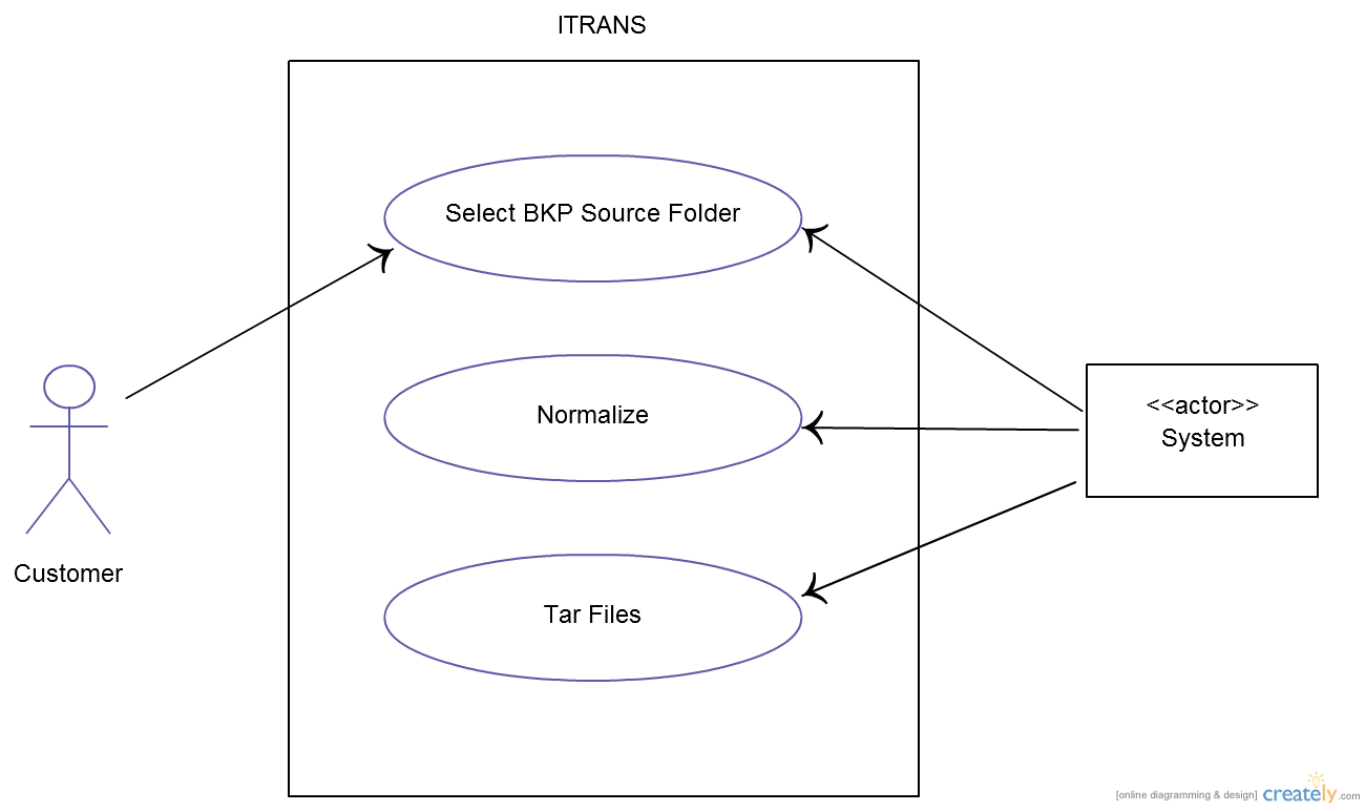 ITRANS
Select BKP Source Folder
Normalize
<<actor>>
System
Tar Files
Customer
[online diagramming & design] creately.com